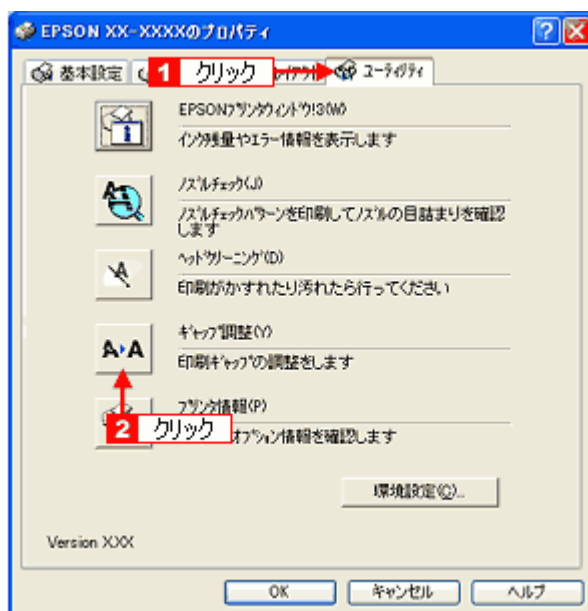 EPSON XX-XXXXのプロパティ
基本設定 1 クリック レイアウト ユーティリティ
EPSONプリンタウィンドウ!3(W)
インク残量やエラー情報を表示します
ノズルチェック(J)
ノズルチェックパターンを印刷してノズルの目詰まりを確認
します
ヘッドクリーニング(D)
印刷がかすれたり汚れたら行ってください
ギャップ調整(Y)
印刷ギャップの調整をします
プリンタ情報(P)
2 クリック オプション情報を確認します
環境設定(C)...
Version XXX
OK キャンセル ヘルプ